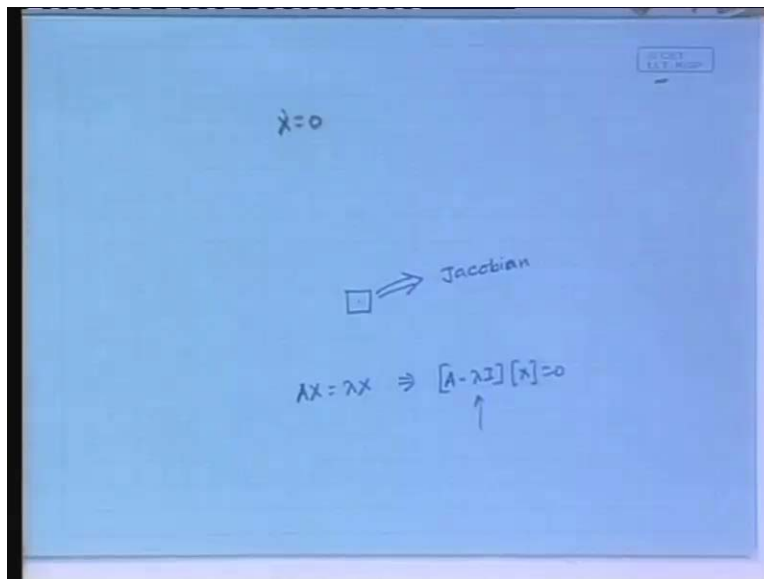 ẋ=0
Jacobian
AX = λX ⇒ [A - λI] [X] = 0